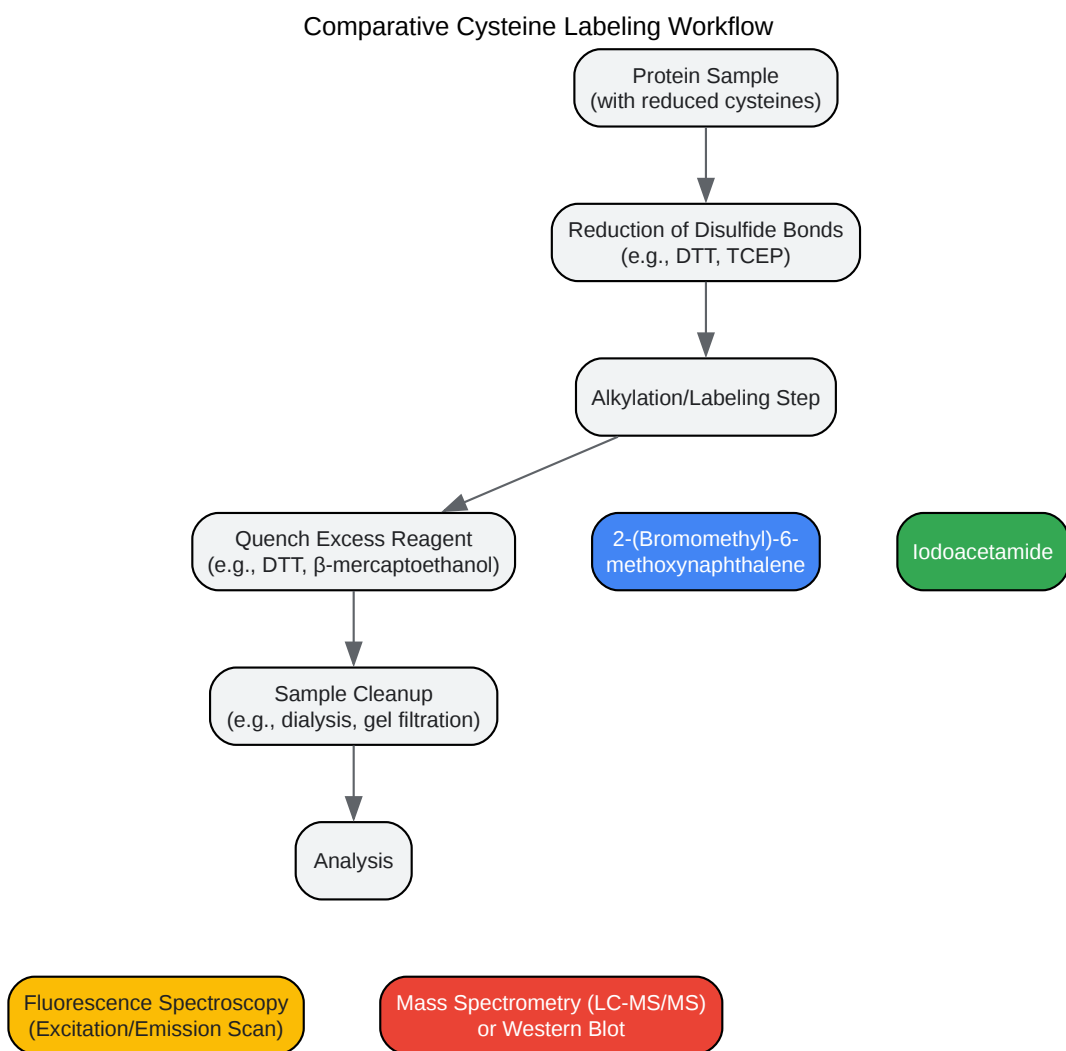 Comparative Cysteine Labeling Workflow
Protein Sample
(with reduced cysteines)
Reduction of Disulfide Bonds
(e.g., DTT, TCEP)
Alkylation/Labeling Step
Quench Excess Reagent
(e.g., DTT, β-mercaptoethanol)
2-(Bromomethyl)-6-
methoxynaphthalene
Iodoacetamide
Sample Cleanup
(e.g., dialysis, gel filtration)
Analysis
Fluorescence Spectroscopy
(Excitation/Emission Scan)
Mass Spectrometry (LC-MS/MS)
or Western Blot